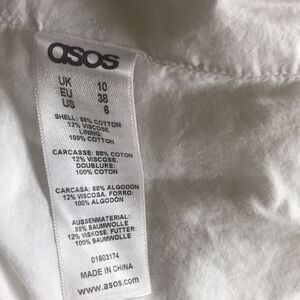 asos
UK 10
EU 38
US 6
SHELL: 88% COTTON
12% VISCOSE.
LINING:
100% COTTON
CARCASSE: 88% COTON
12% VISCOSE.
DOUBLURE:
100% COTON
CARCASA: 88% ALGODÓN
12% VISCOSA. FORRO:
100% ALGODÓN
AUSSENMATERIAL:
88% BAUMWOLLE
12% VISKOSE. FUTTER:
100% BAUMWOLLE
01603174
MADE IN CHINA
www.asos.com